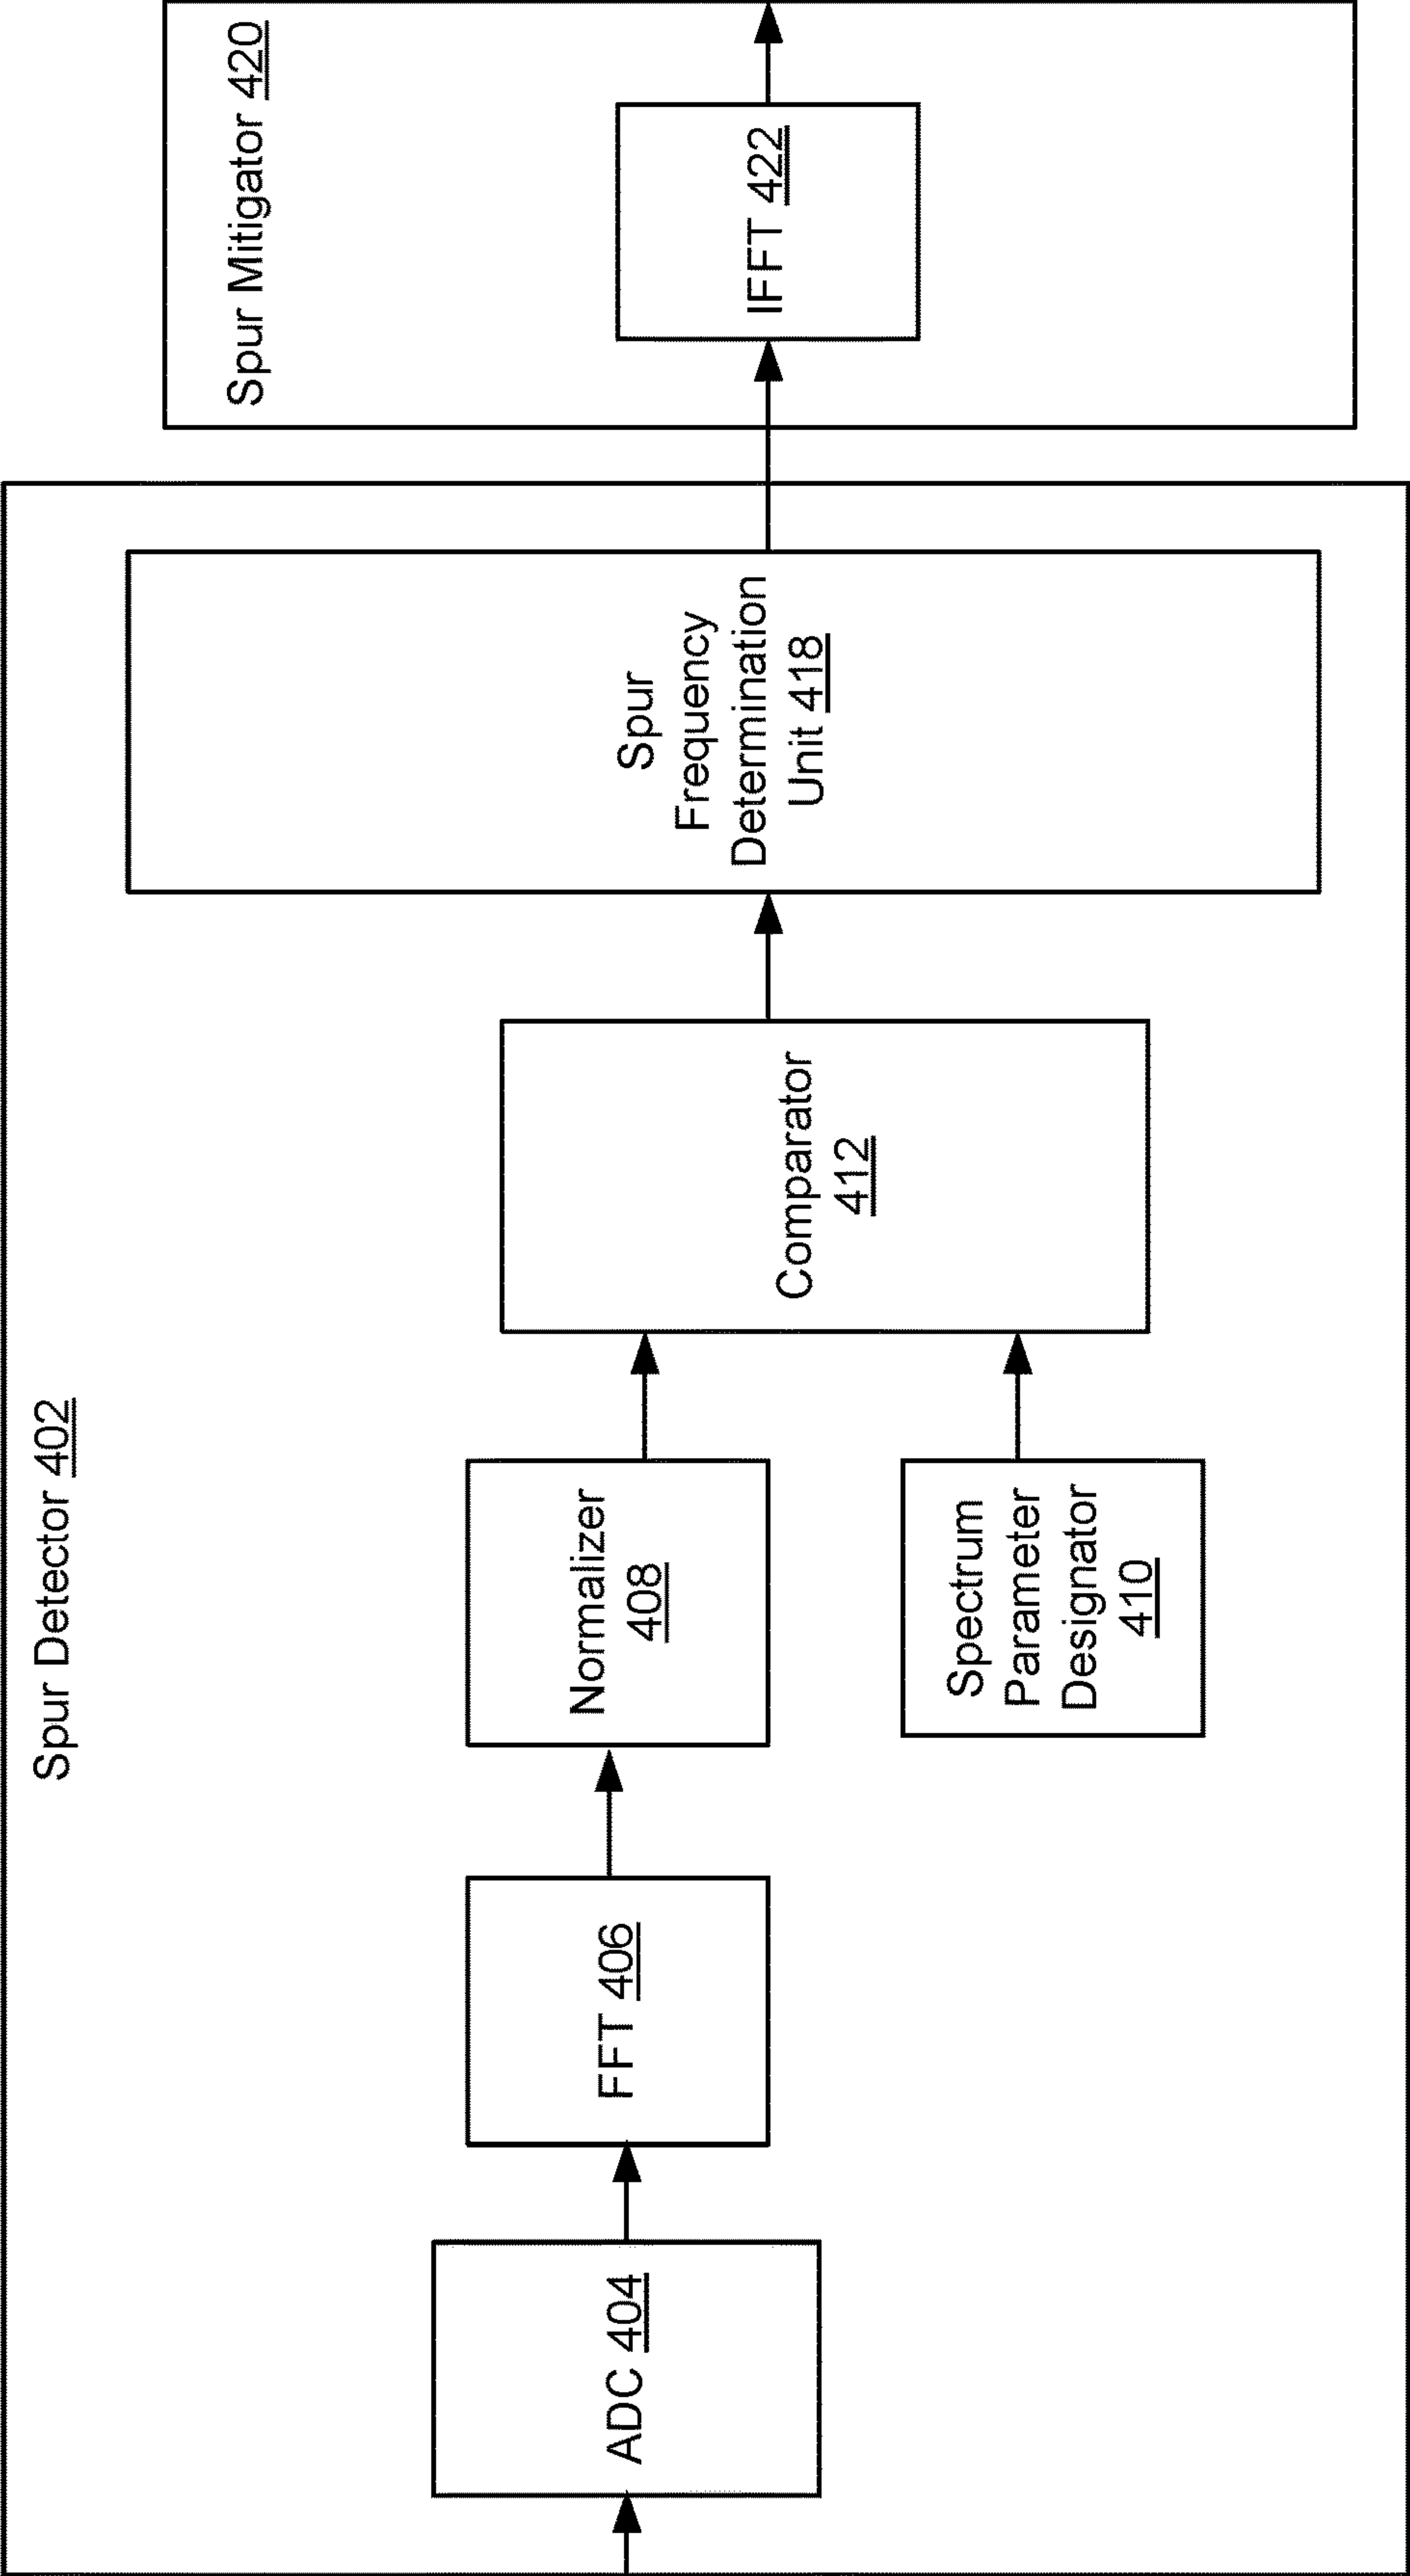 Spur Detector 402
ADC 404
FFT 406
Normalizer
408
Spectrum
Parameter
Designator
410
Comparator
412
Spur
Frequency
Determination
Unit 418
Spur Mitigator 420
IFFT 422